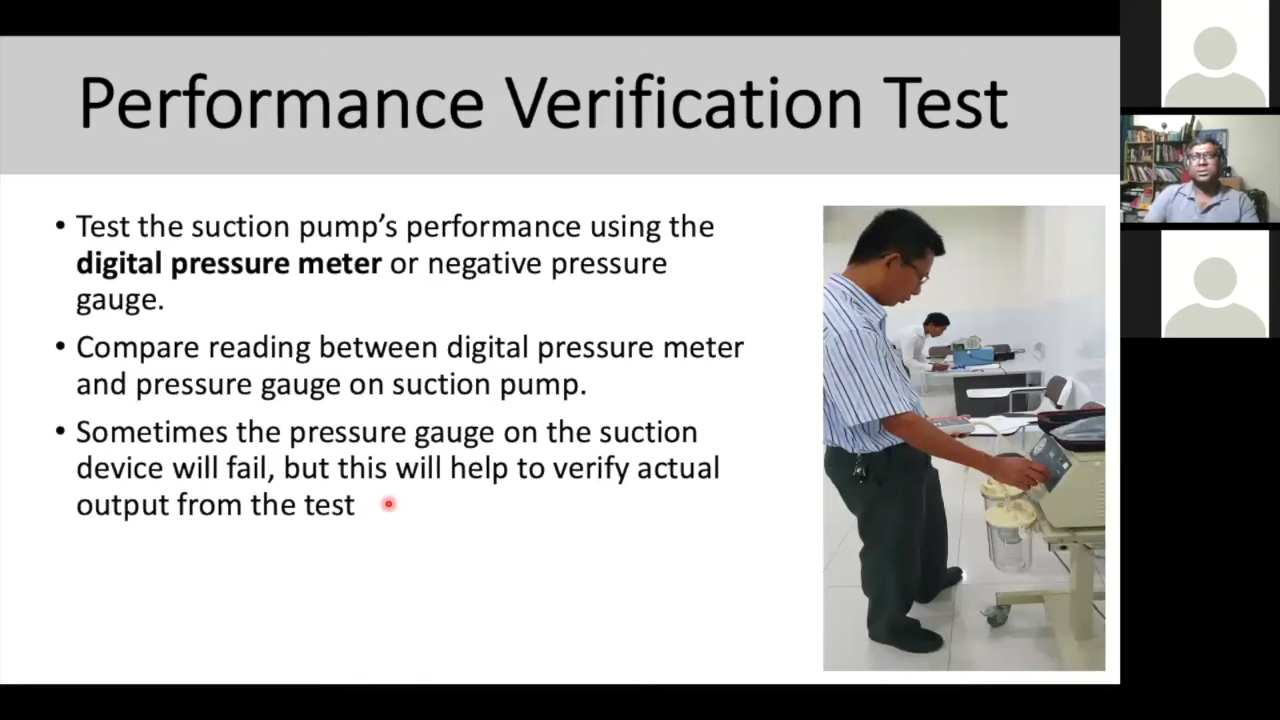 Performance Verification Test
• Test the suction pump’s performance using the
digital pressure meter or negative pressure
gauge.
• Compare reading between digital pressure meter
and pressure gauge on suction pump.
• Sometimes the pressure gauge on the suction
device will fail, but this will help to verify actual
output from the test